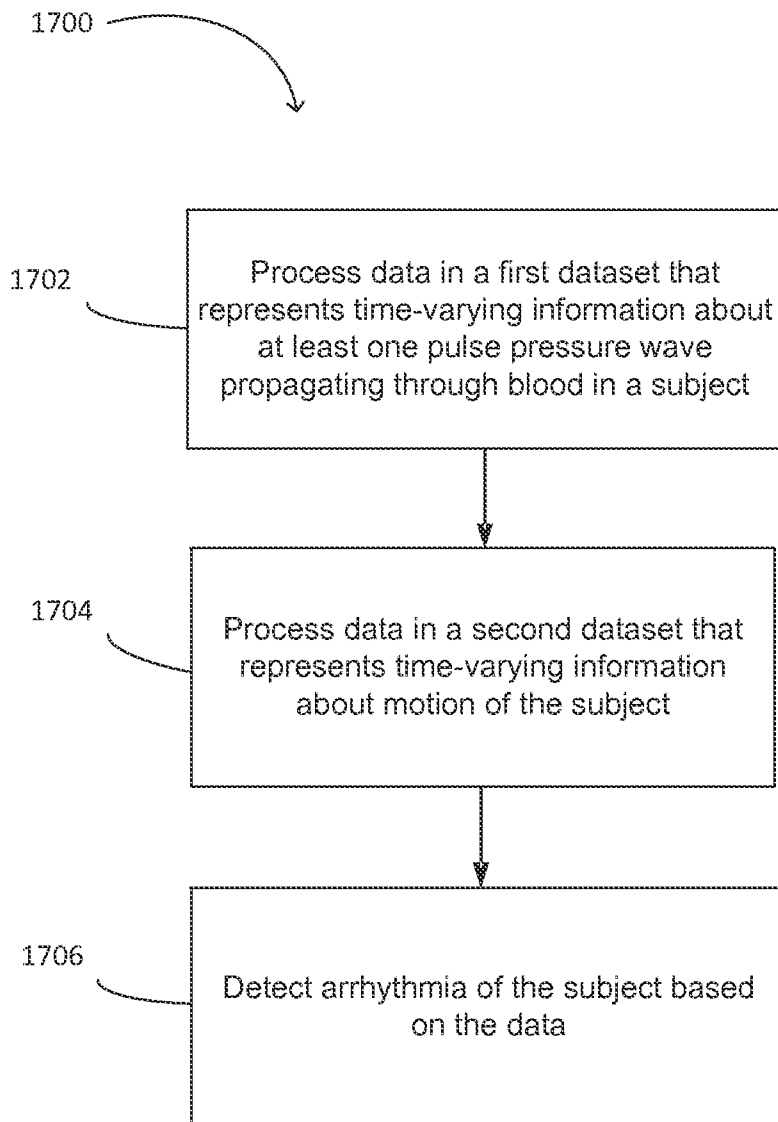 1700
1702
Process data in a first dataset that
represents time-varying information about
at least one pulse pressure wave
propagating through blood in a subject
1704
Process data in a second dataset that
represents time-varying information
about motion of the subject
1706
Detect arrhythmia of the subject based
on the data